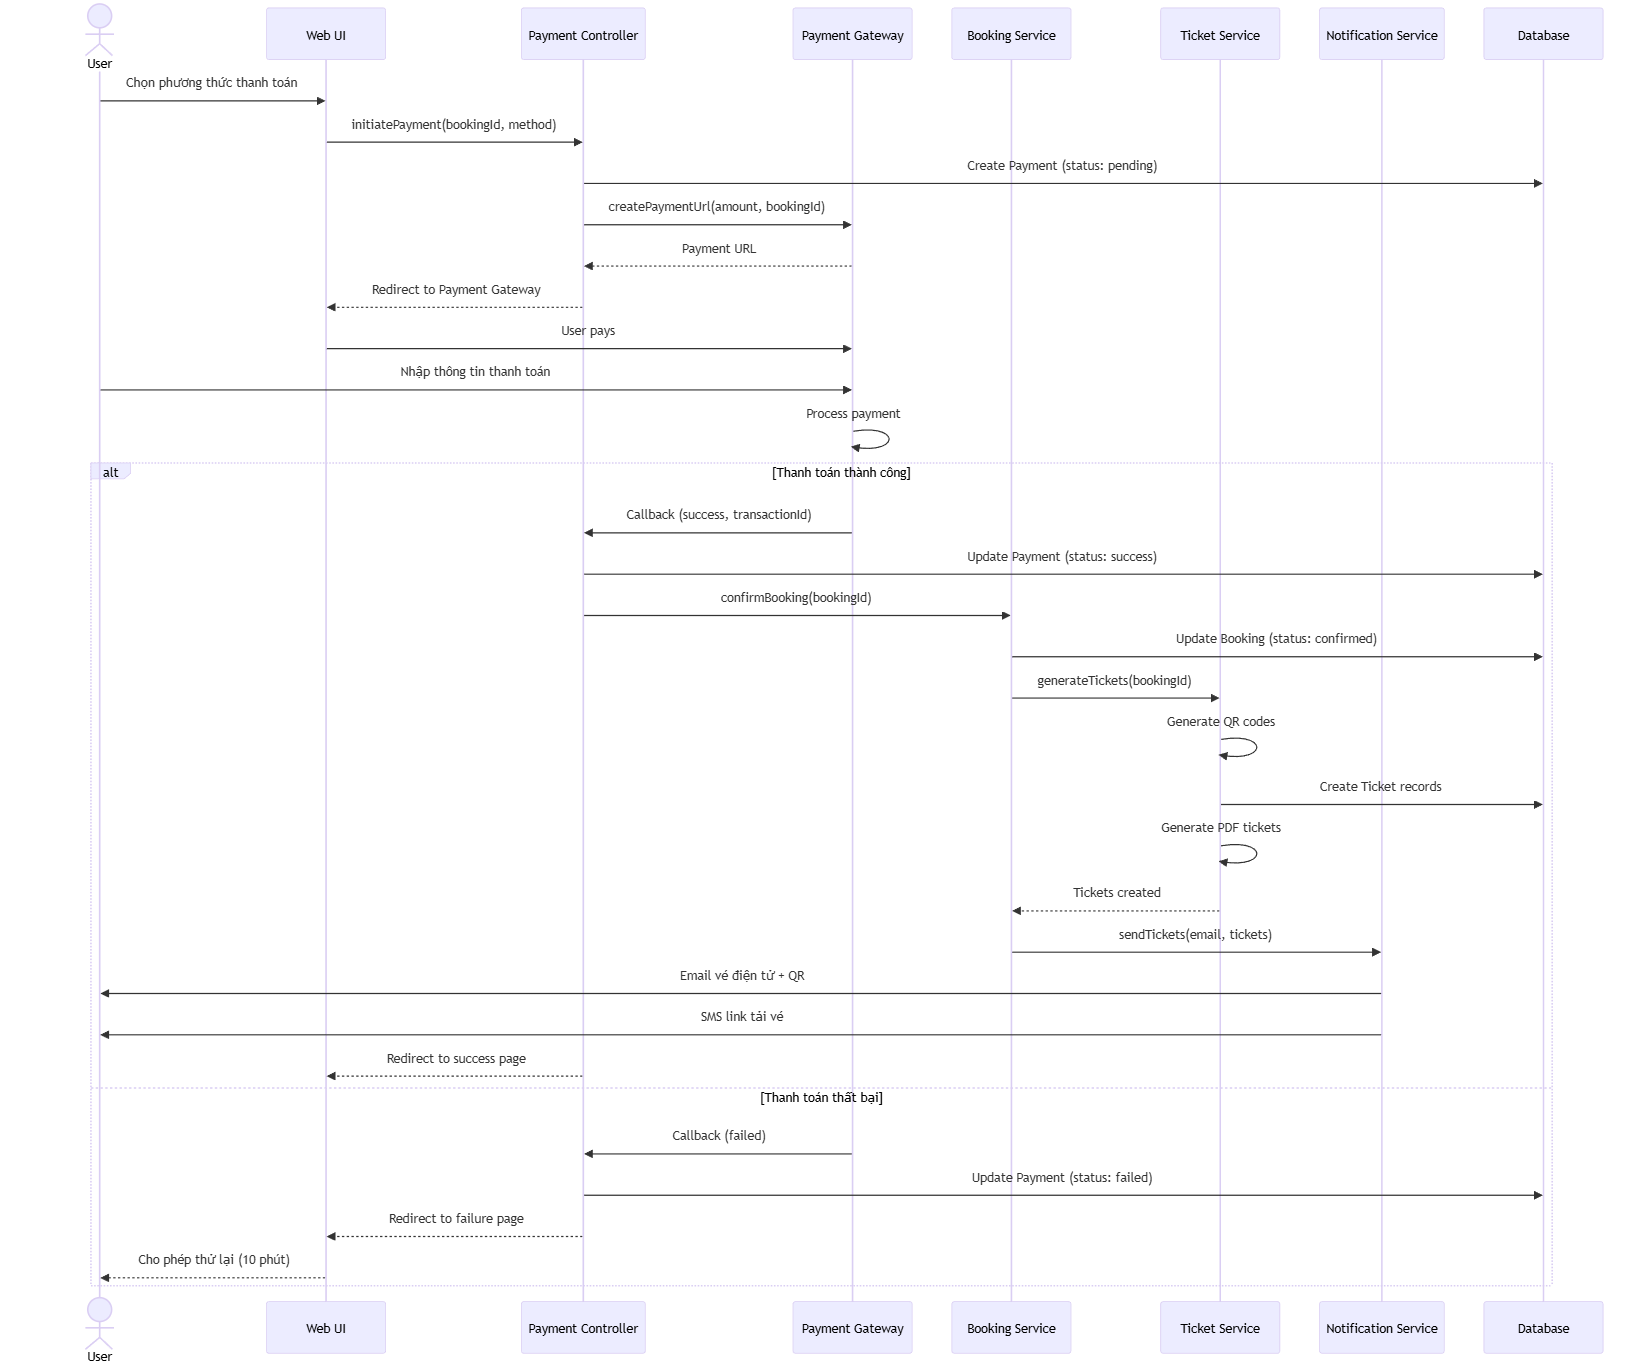 User
Web UI
Payment Controller
Payment Gateway
Booking Service
Ticket Service
Notification Service
Database
Chọn phương thức thanh toán
initiatePayment(bookingId, method)
Create Payment (status: pending)
createPaymentUrl(amount, bookingId)
Payment URL
Redirect to Payment Gateway
User pays
Nhập thông tin thanh toán
Process payment
alt
[Thanh toán thành công]
Callback (success, transactionId)
Update Payment (status: success)
confirmBooking(bookingId)
Update Booking (status: confirmed)
generateTickets(bookingId)
Generate QR codes
Create Ticket records
Generate PDF tickets
Tickets created
sendTickets(email, tickets)
Email vé điện tử + QR
SMS link tải vé
Redirect to success page
[Thanh toán thất bại]
Callback (failed)
Update Payment (status: failed)
Redirect to failure page
Cho phép thử lại (10 phút)
User
Web UI
Payment Controller
Payment Gateway
Booking Service
Ticket Service
Notification Service
Database